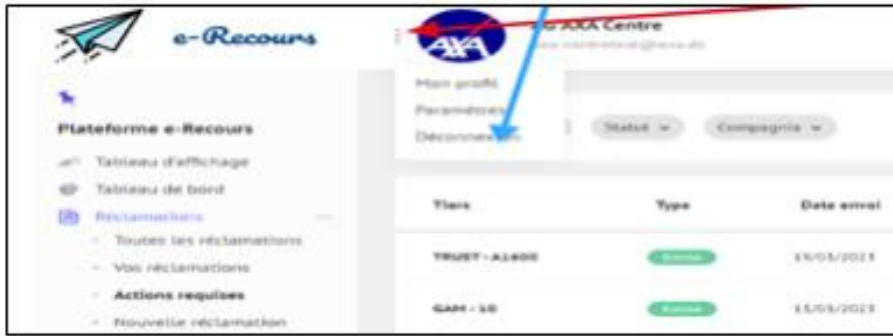 e-Recours
AXA
AXA Centre
Mon profil
Paramètres
Plateforme e-Recours
Statut
Compagnie
Tableau d'affichage
Tableau de bord
Réclamations
Tiers Type Date envoi
Toutes les réclamations
Vos réclamations
TRUST - A1600 15/05/2023
Actions requises
Nouvelle réclamation
GAM - 10 15/05/2023